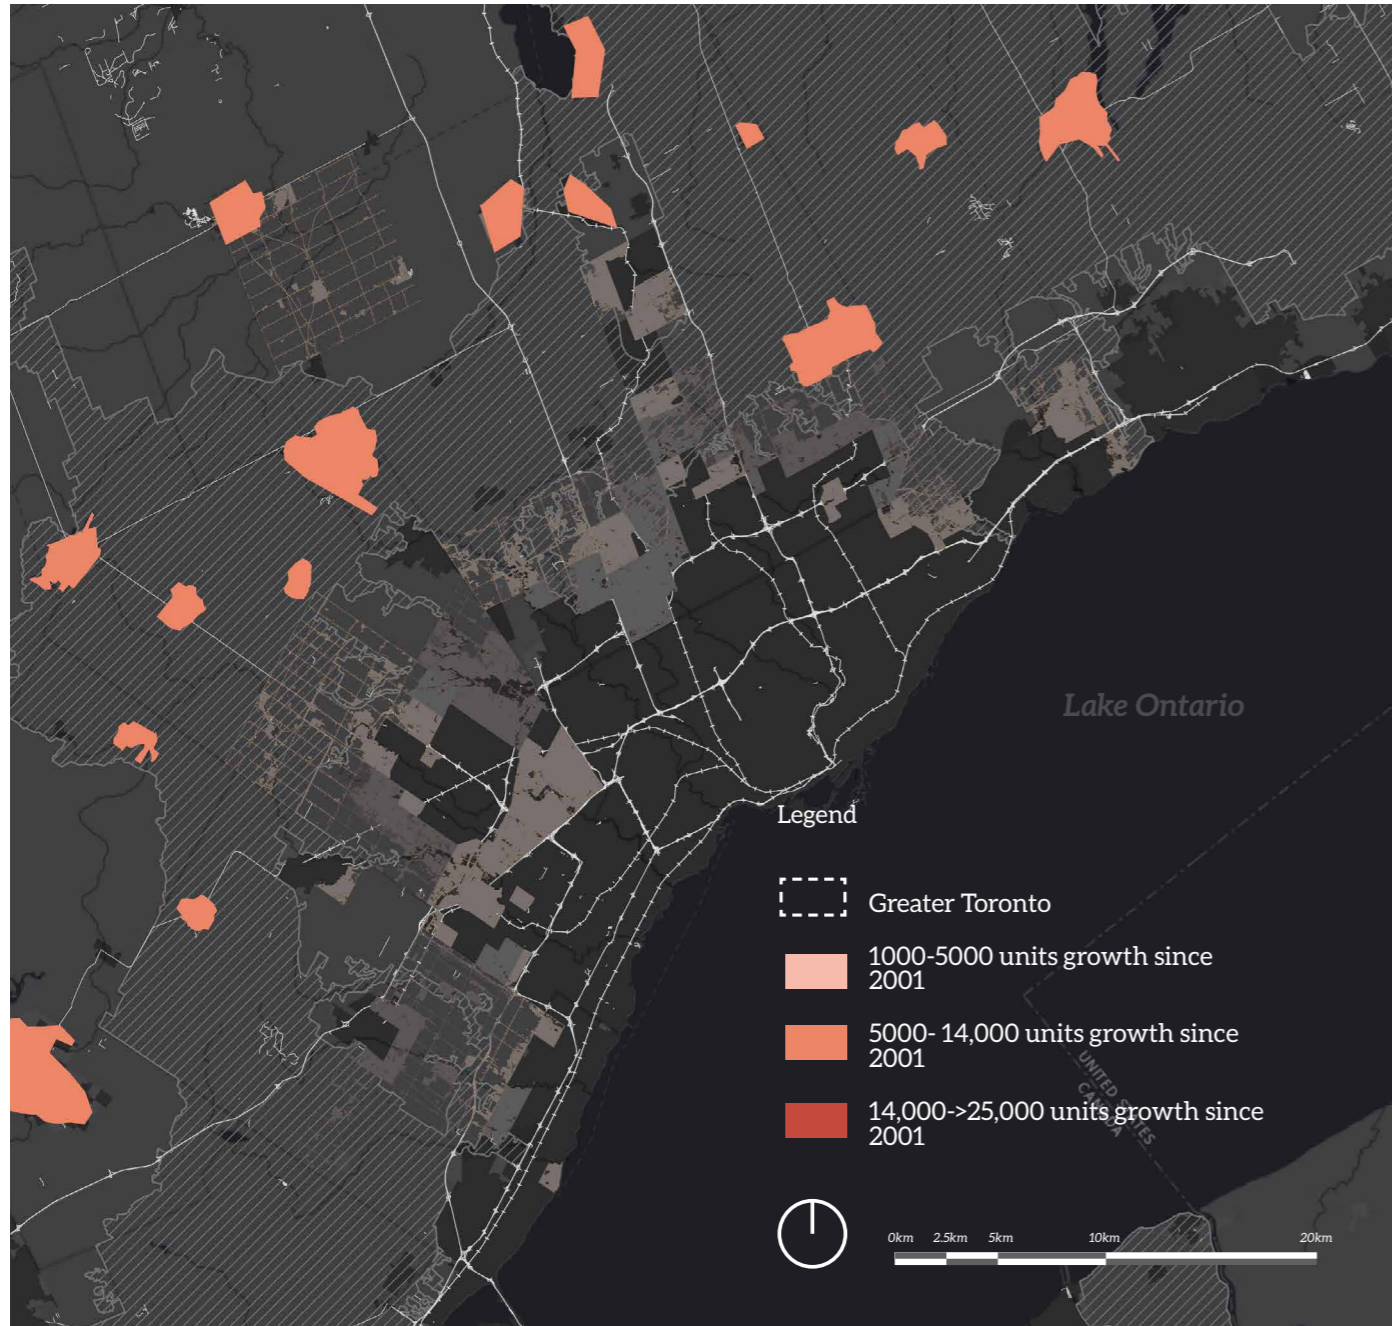 Lake Ontario
Legend
Greater Toronto
1000-5000 units growth since
2001
5000- 14,000 units growth since
2001
14,000->25,000 units growth since
2001
UNITED STATES
CANADA
0km 2.5km 5km 10km 20km